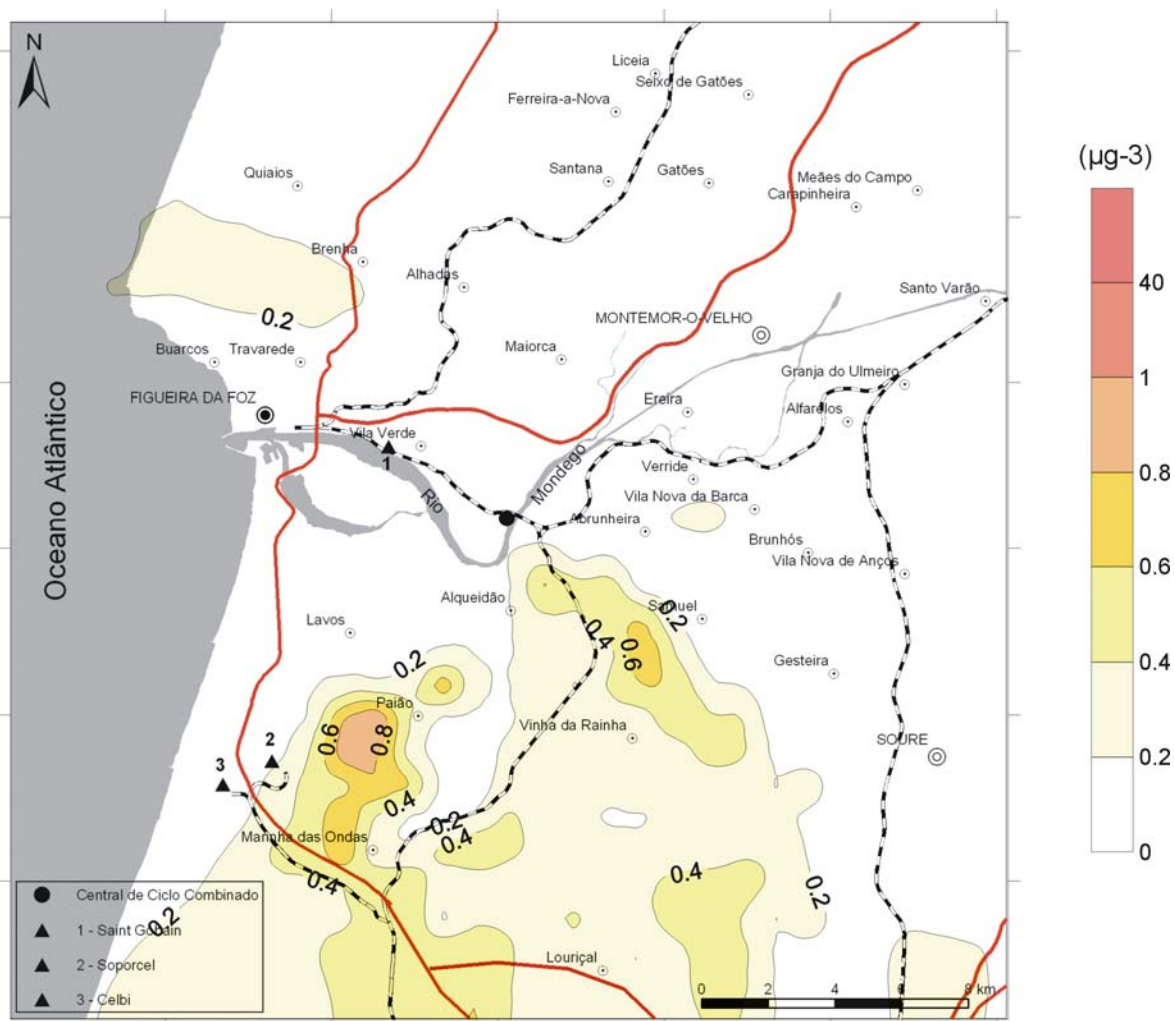 N
Liceia
Seixo de Gatões
Ferreira-a-Nova
(µg-3)
Santana
Gatões
Quiaios
Meães do Campo
Carapinheira
Brenha
Alhadas
40
Santo Varão
0.2
MONTEMOR-O-VELHO
Buarcos
Travarede
Maiorca
Granja do Ulmeiro
1
FIGUEIRA DA FOZ
Ereira
Alfarelos
Vila Verde
1
Oceano Atlântico
Rio
Mondego
Verride
0.8
Vila Nova da Barca
Abrunheira
Brunhós
Vila Nova de Anços
0.6
Alqueidão
Samuel
0.2
Lavos
0.4
0.6
0.2
Gesteira
0.4
Paião
Vinha da Rainha
0.6
0.8
SOURE
2
3
0.2
0.4
0.2
0.4
Marinha das Ondas
0
0.4
0.4
0.2
Central de Ciclo Combinado
0.2
1 - Saint Gobain
2 - Soporcel
Louriçal
3 - Celbi
0 2 4 6 8 km